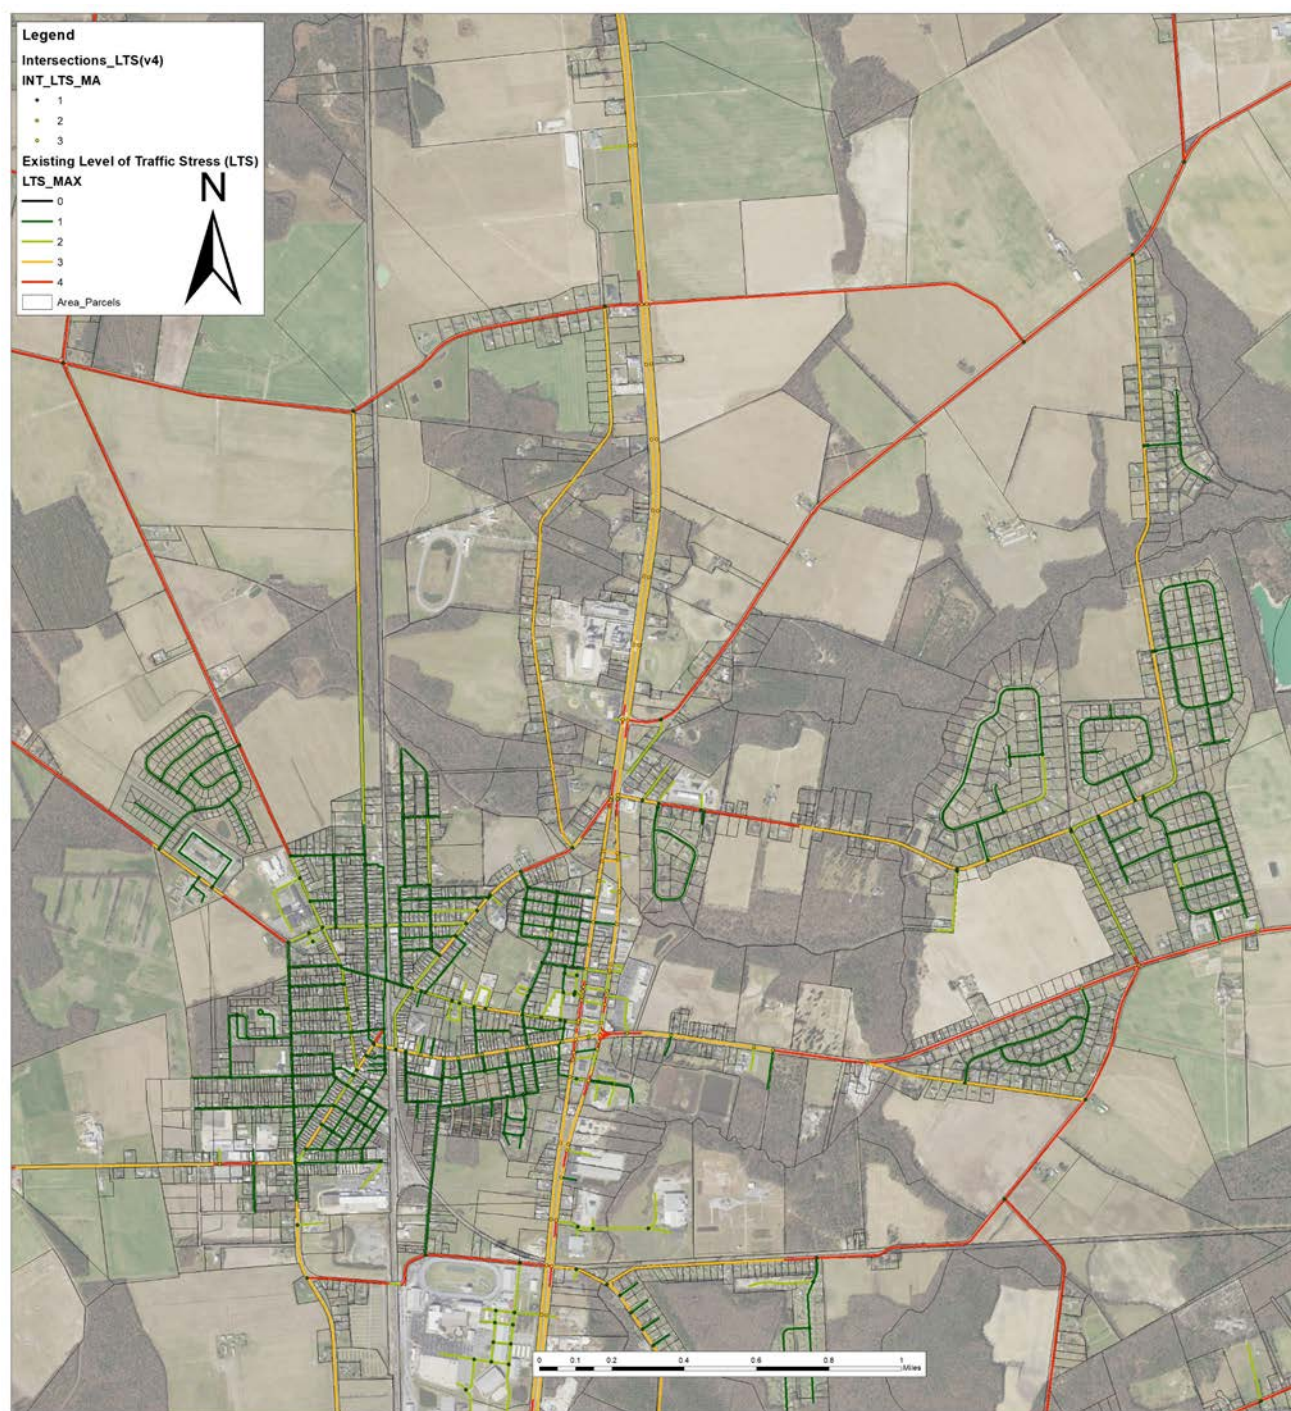 Legend
Intersections_LTS(v4)
INT_LTS_MA
1
2
3
Existing Level of Traffic Stress (LTS)
LTS_MAX
N
0
1
2
3
4
Area_Parcels
0 0.1 0.2 0.4 0.6 0.8 1
Miles